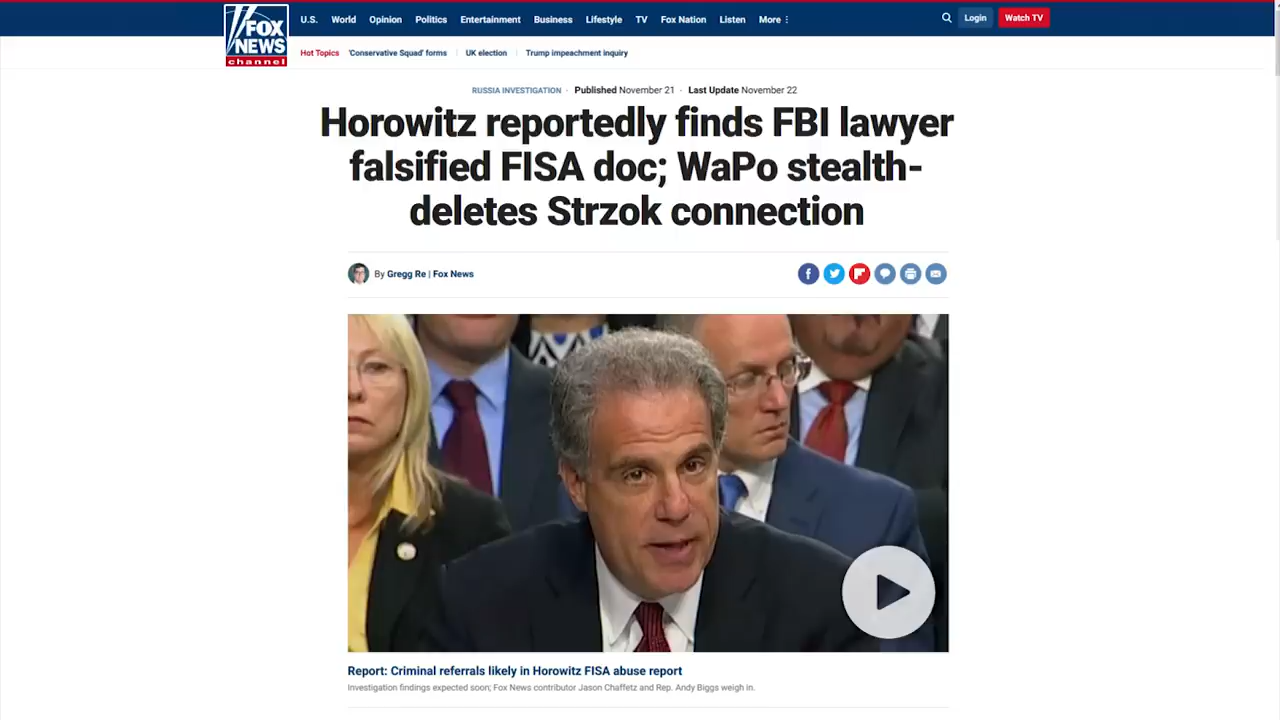 FOX
NEWS
channel
U.S. World Opinion Politics Entertainment Business Lifestyle TV Fox Nation Listen More Login Watch TV
Hot Topics 'Conservative Squad' forms UK election Trump impeachment inquiry
RUSSIA INVESTIGATION · Published November 21 · Last Update November 22
Horowitz reportedly finds FBI lawyer
falsified FISA doc; WaPo stealth-
deletes Strzok connection
By Gregg Re | Fox News
Report: Criminal referrals likely in Horowitz FISA abuse report
Investigation findings expected soon; Fox News contributor Jason Chaffetz and Rep. Andy Biggs weigh in.